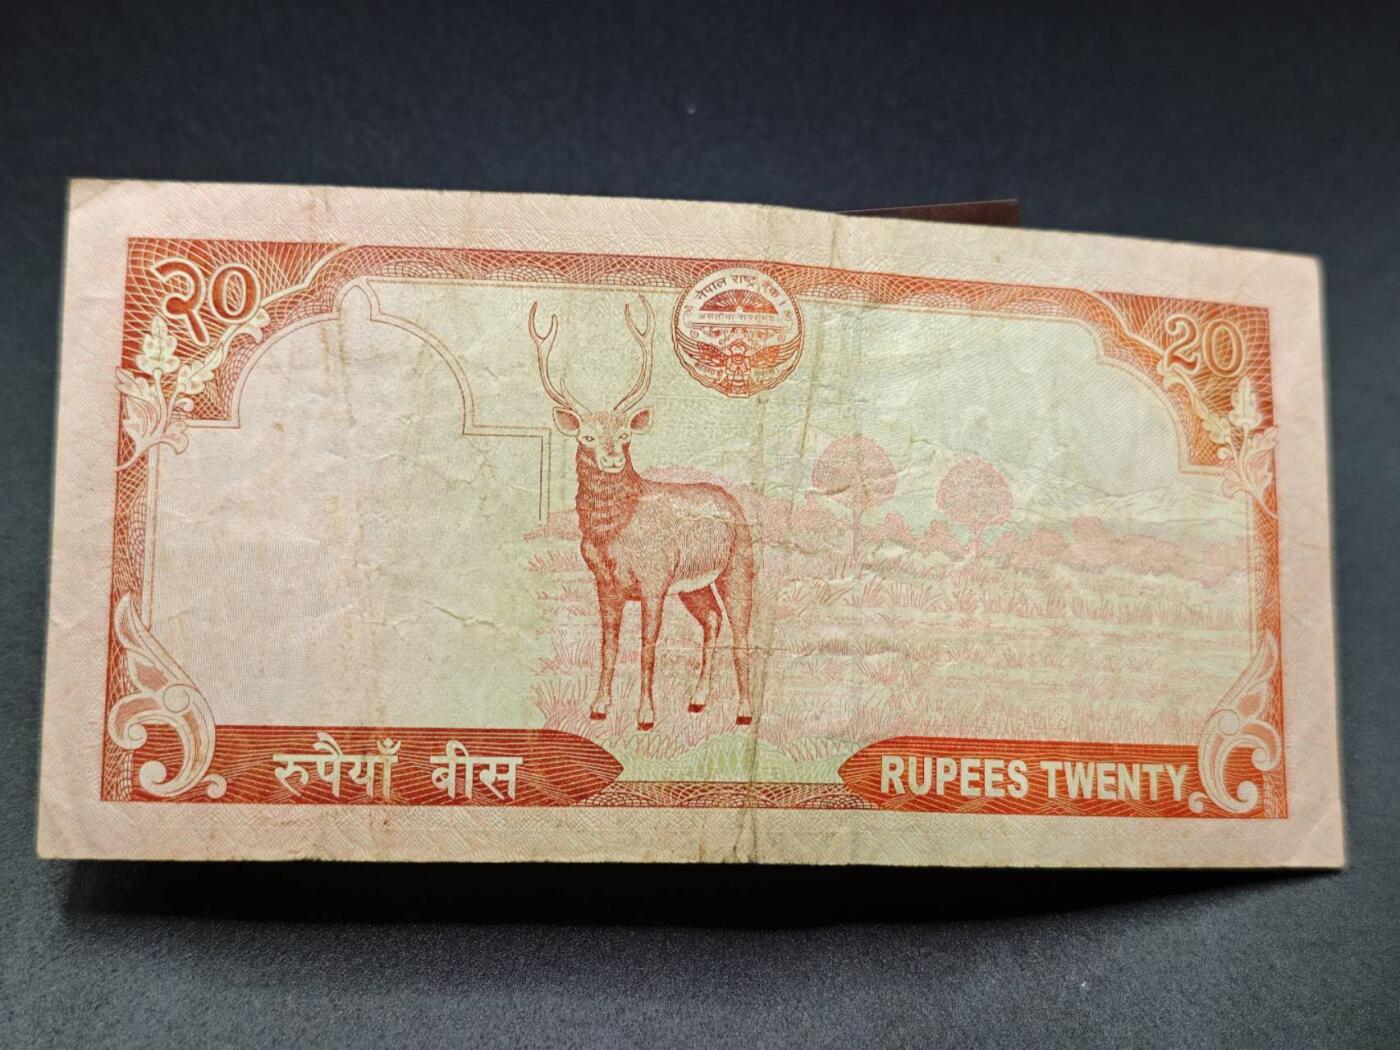 २०
नेपाल राष्ट्र बैंक
20
रुपैयाँ बीस
RUPEES TWENTY